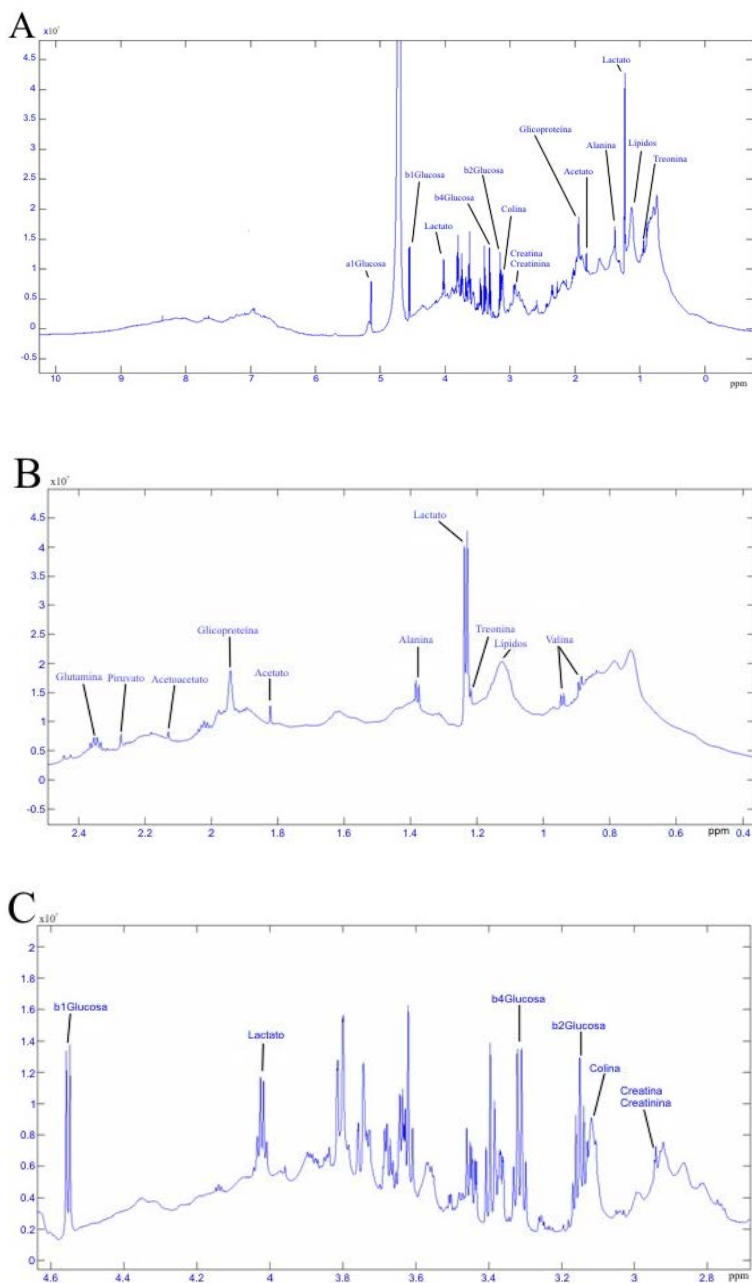 A
x10⁷
Lactato
4.5
4
Glicoproteína
Alanina
Lípidos
3.5
Acetato
Treonina
3
b2Glucosa
b1Glucosa
b4Glucosa
2.5
Colina
2
Lactato
Creatina
Creatinina
1.5
a1Glucosa
1
0.5
0
-0.5
10 9 8 7 6 5 4 3 2 1 0 ppm
B
x10⁷
4.5
Lactato
4
3.5
3
Glicoproteína
Treonina
2.5
Alanina
Lípidos
Valina
Glutamina Piruvato Acetoacetato
Acetato
2
1.5
1
0.5
0
-0.5
2.4 2.2 2 1.8 1.6 1.4 1.2 1 0.8 0.6 ppm 0.4
C
x10⁷
2
1.8
b1Glucosa
b4Glucosa
1.6
Lactato
b2Glucosa
1.4
Colina
1.2
Creatina
Creatinina
1
0.8
0.6
0.4
0.2
0
4.6 4.4 4.2 4 3.8 3.6 3.4 3.2 3 2.8 ppm